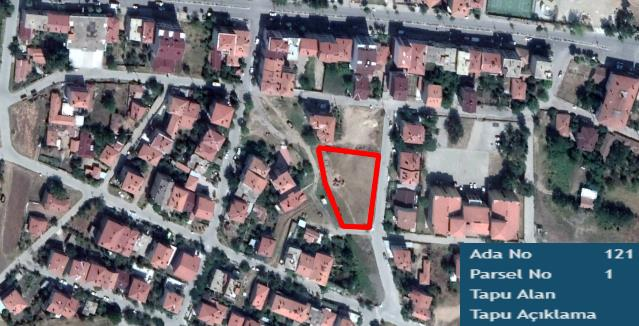 Ada No 121
Parsel No 1
Tapu Alan
Tapu Açıklama